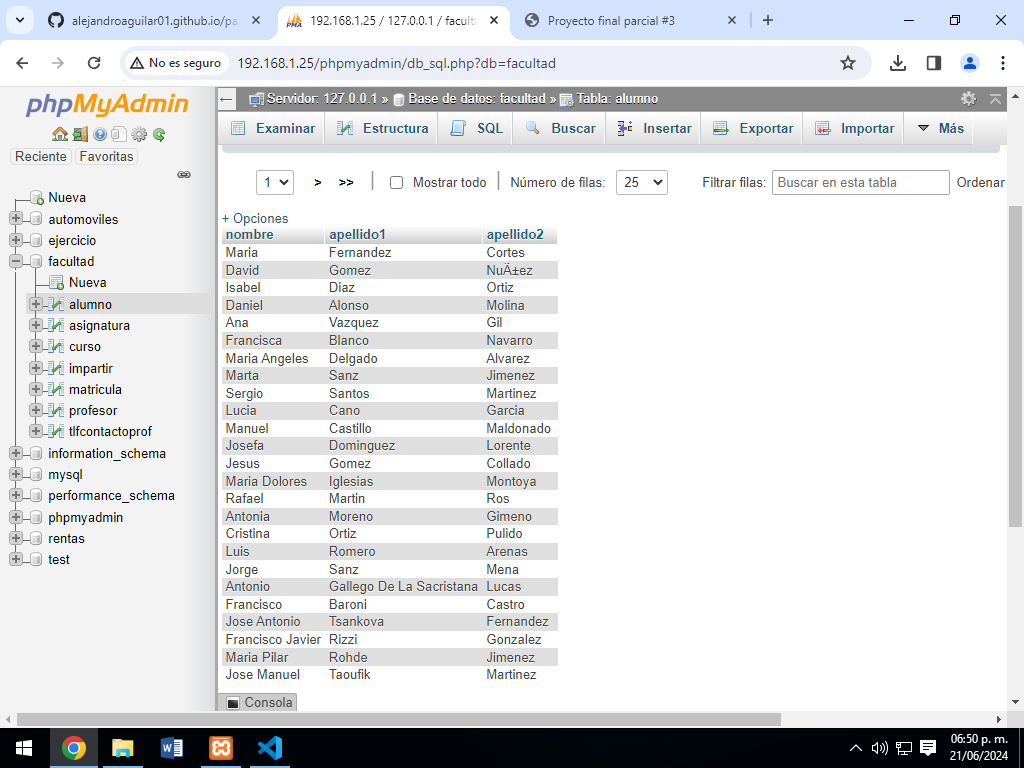 alejandroaguilar01.github.io/pa
192.168.1.25 / 127.0.0.1 / faculta
Proyecto final parcial #3
No es seguro
192.168.1.25/phpmyadmin/db_sql.php?db=facultad
phpMyAdmin
Reciente
Favoritas
Nueva
automoviles
ejercicio
facultad
Nueva
alumno
asignatura
curso
impartir
matricula
profesor
tlfcontactoprof
information_schema
mysql
performance_schema
phpmyadmin
rentas
test
Servidor: 127.0.0.1 » Base de datos: facultad » Tabla: alumno
Examinar Estructura SQL Buscar Insertar Exportar Importar Más
1 > >> Mostrar todo Número de filas: 25 Filtrar filas: Buscar en esta tabla Ordenar
+ Opciones
nombre apellido1 apellido2
Maria Fernandez Cortes
David Gomez NuÃ±ez
Isabel Diaz Ortiz
Daniel Alonso Molina
Ana Vazquez Gil
Francisca Blanco Navarro
Maria Angeles Delgado Alvarez
Marta Sanz Jimenez
Sergio Santos Martinez
Lucia Cano Garcia
Manuel Castillo Maldonado
Josefa Dominguez Lorente
Jesus Gomez Collado
Maria Dolores Iglesias Montoya
Rafael Martin Ros
Antonia Moreno Gimeno
Cristina Ortiz Pulido
Luis Romero Arenas
Jorge Sanz Mena
Antonio Gallego De La Sacristana Lucas
Francisco Baroni Castro
Jose Antonio Tsankova Fernandez
Francisco Javier Rizzi Gonzalez
Maria Pilar Rohde Jimenez
Jose Manuel Taoufik Martinez
Consola
06:50 p. m.
21/06/2024